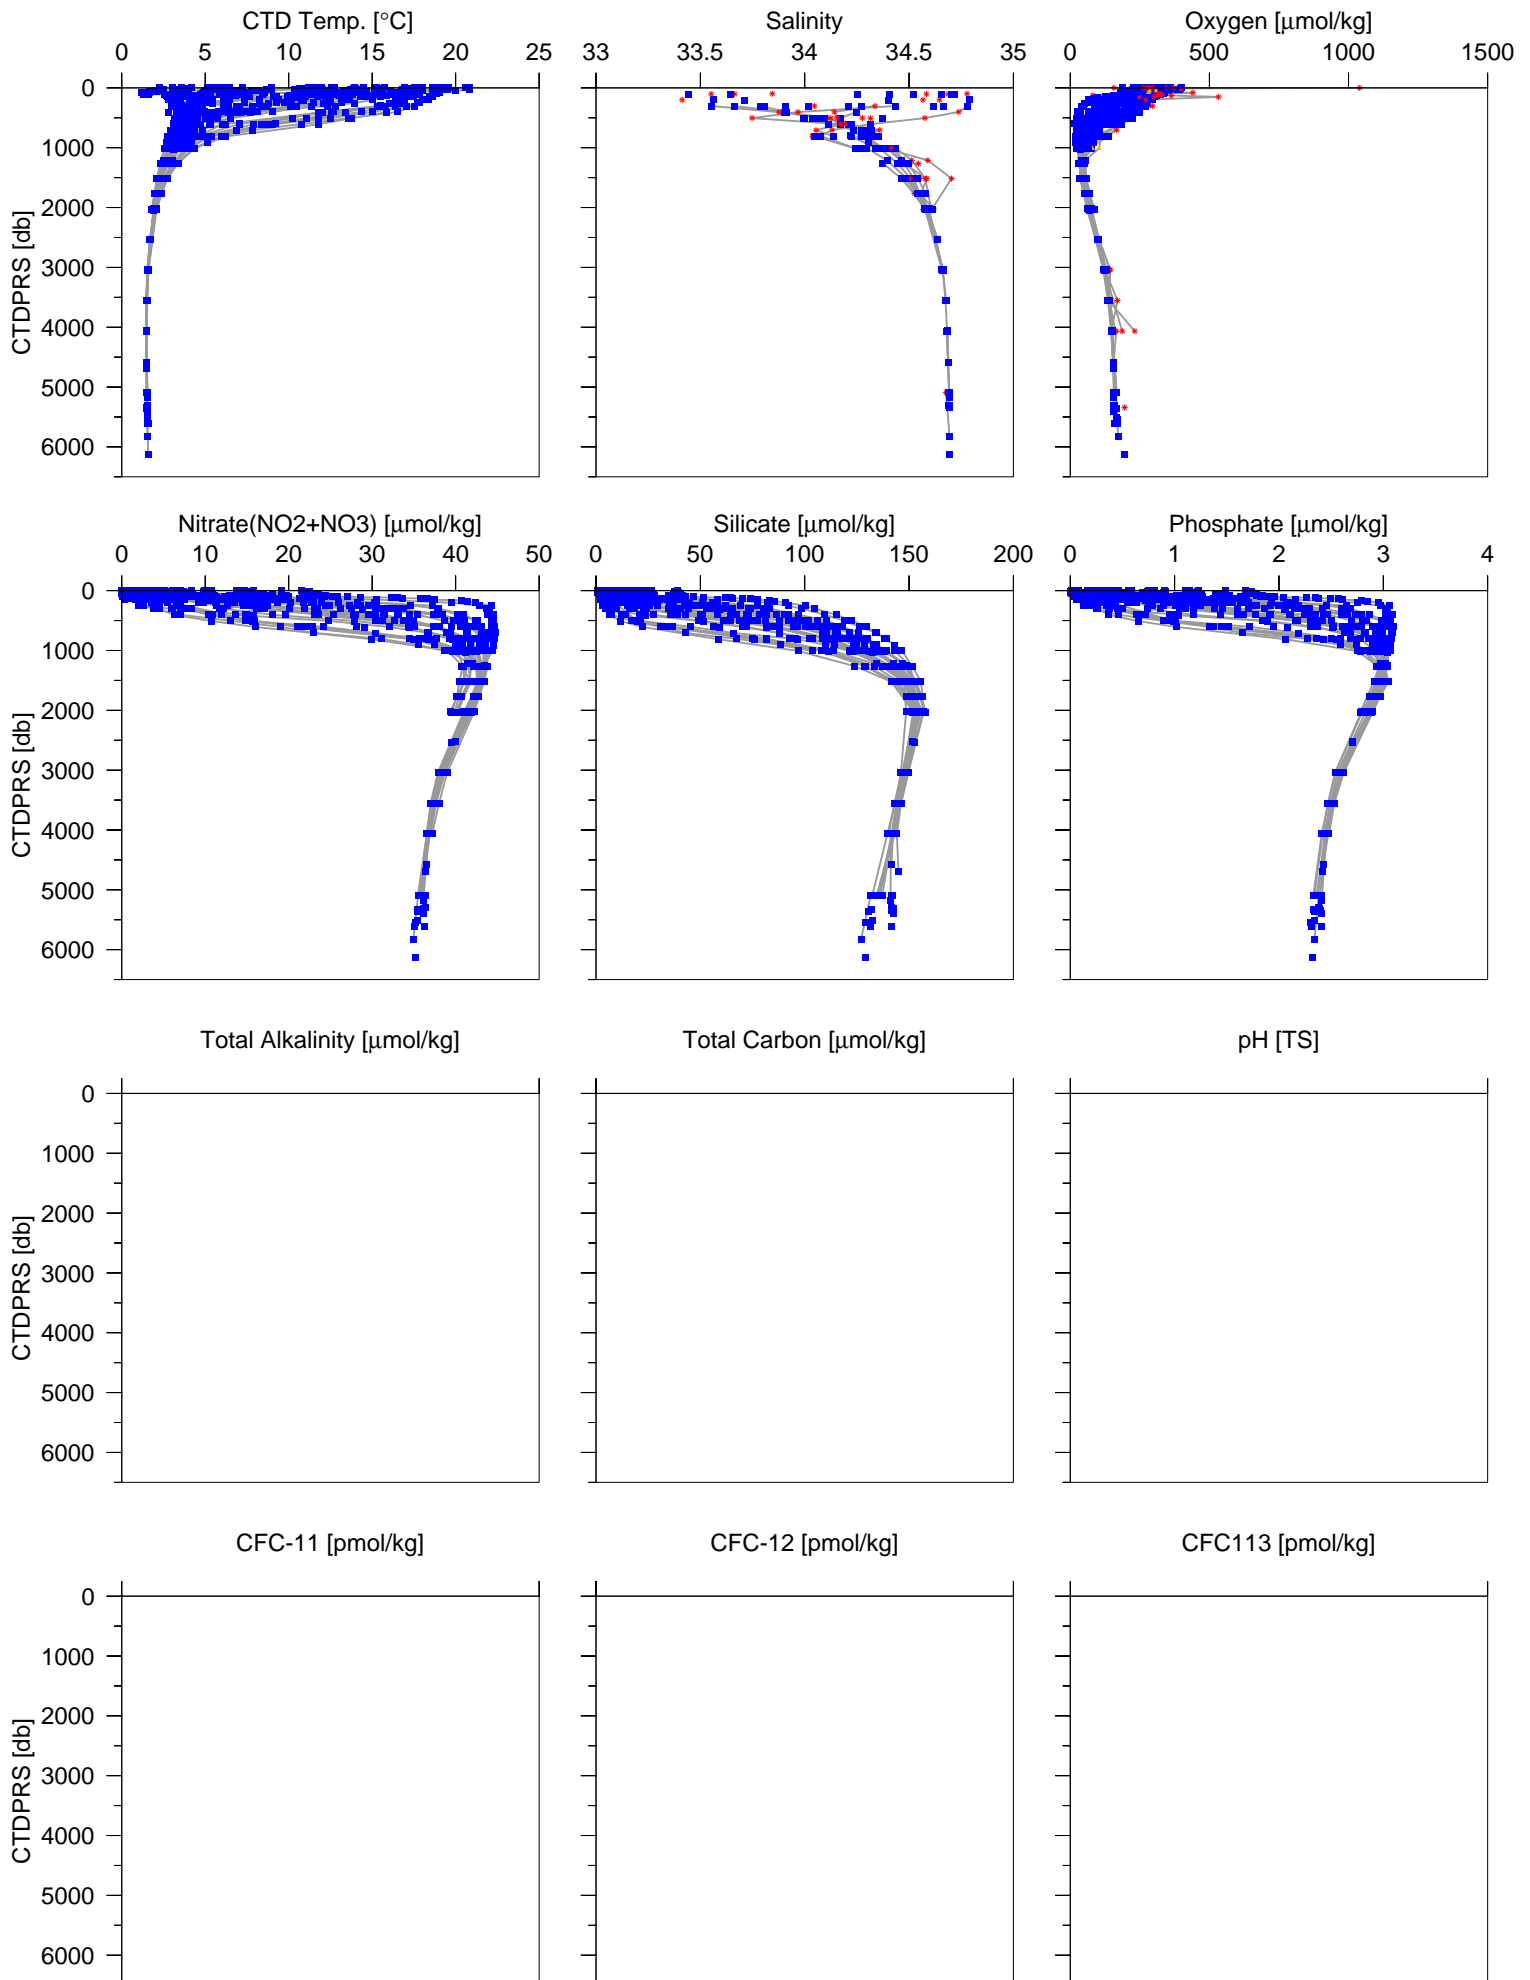 CTD Temp. [°C] Salinity Oxygen [μmol/kg]
0 5 10 15 20 25 33 33.5 34 34.5 35 0 500 1000 1500
0
1000
2000
3000
4000
5000
6000
CTDPRS [db]
Nitrate(NO2+NO3) [μmol/kg] Silicate [μmol/kg] Phosphate [μmol/kg]
0 10 20 30 40 50 0 50 100 150 200 0 1 2 3 4
0
1000
2000
3000
4000
5000
6000
CTDPRS [db]
Total Alkalinity [μmol/kg] Total Carbon [μmol/kg] pH [TS]
0
1000
2000
3000
4000
5000
6000
CTDPRS [db]
CFC-11 [pmol/kg] CFC-12 [pmol/kg] CFC113 [pmol/kg]
0
1000
2000
3000
4000
5000
6000
CTDPRS [db]